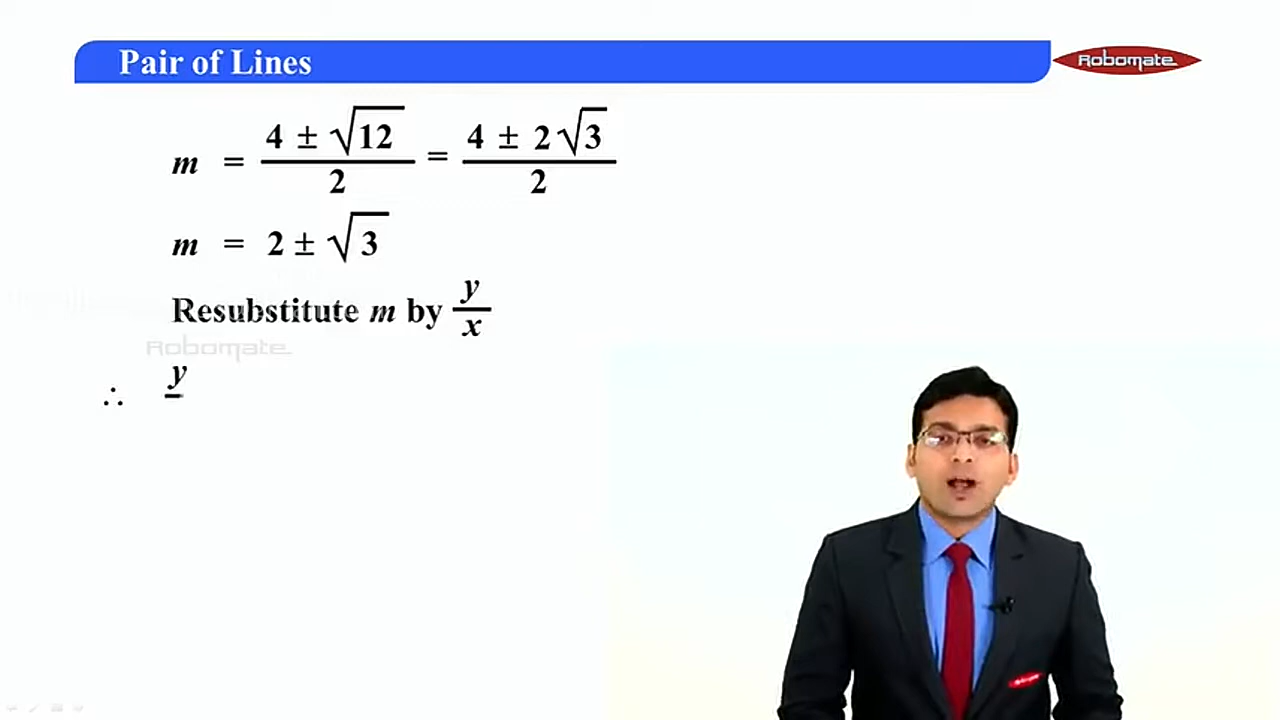 Pair of Lines
Robomate
m = (4 ± √12)/2 = (4 ± 2√3)/2
m = 2 ± √3
Resubstitute m by y/x
Robomate
∴ y